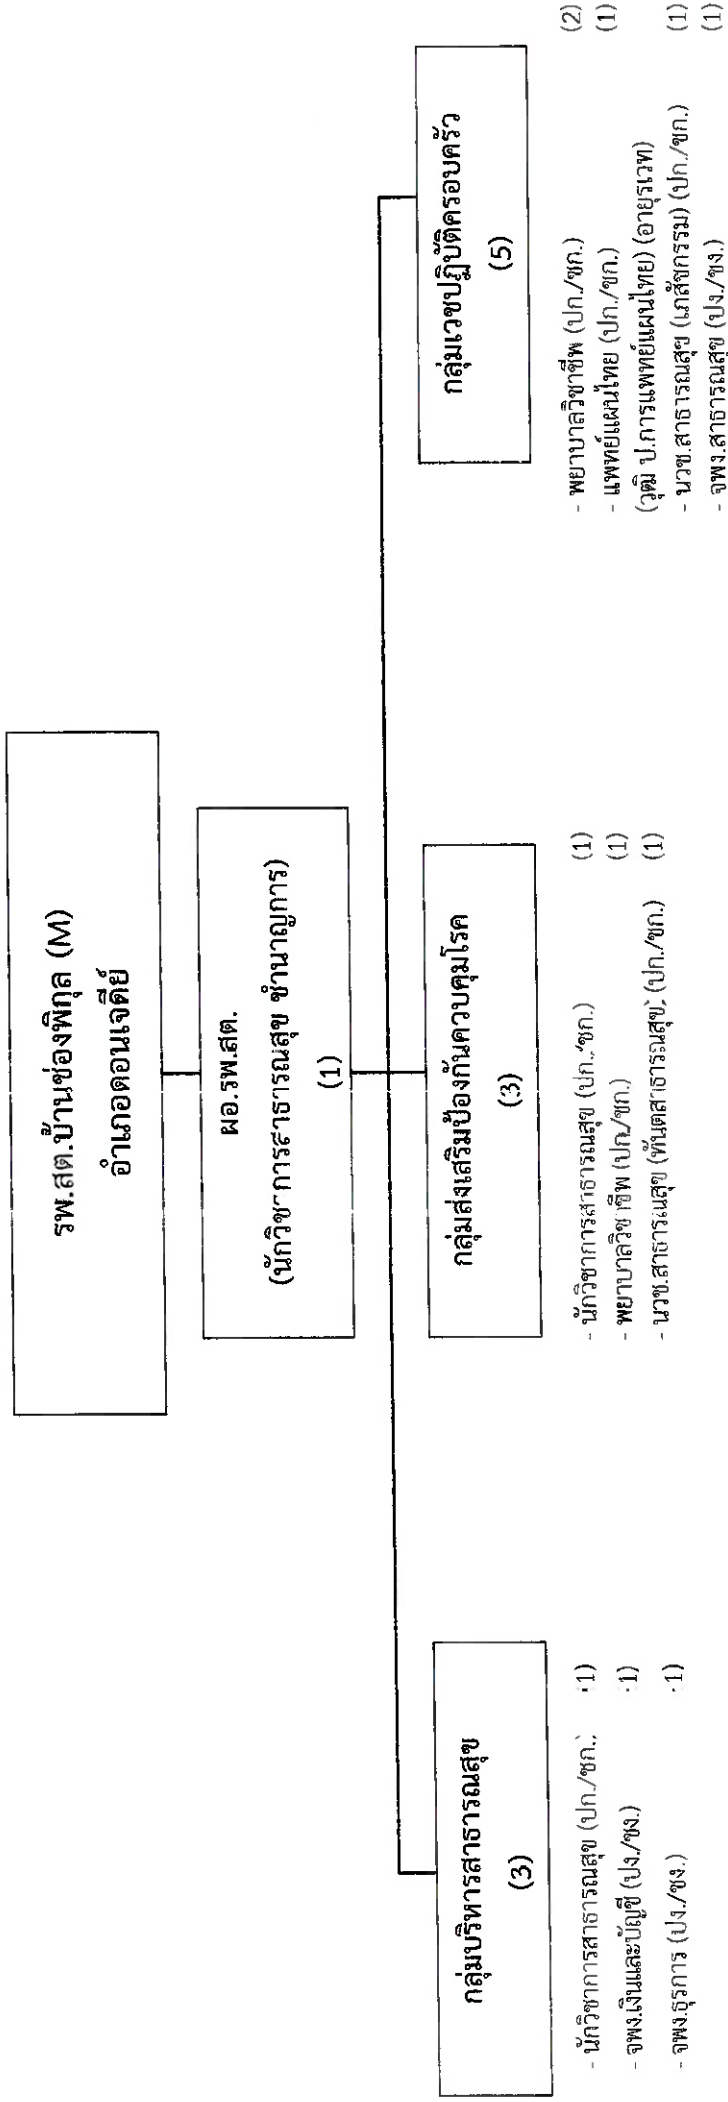 รพ.สต.บ้านช่องพิกุล (M)
อำเภอดอนเจดีย์
ผอ.รพ.สต.
(นักวิชาการสาธารณสุข ชำนาญการ)
(1)
กลุ่มบริหารสาธารณสุข
(3)
- นักวิชาการสาธารณสุข (ปก./ชก.) (1)
- จพง.เงินและบัญชี (ปง./ชง.) (1)
- จพง.ธุรการ (ปง./ชง.) (1)
กลุ่มส่งเสริมป้องกันควบคุมโรค
(3)
- นักวิชาการสาธารณสุข (ปก./ชก.) (1)
- พยาบาลวิชาชีพ (ปก./ชก.) (1)
- นวช.สาธารณสุข (ทันตสาธารณสุข) (ปก./ชก.) (1)
กลุ่มเวชปฏิบัติครอบครัว
(5)
- พยาบาลวิชาชีพ (ปก./ชก.) (2)
- แพทย์แผนไทย (ปก./ชก.) (1)
(วุฒิ ป.การแพทย์แผนไทย) (อายุรเวท)
- นวช.สาธารณสุข (เภสัชกรรม) (ปก./ชก.) (1)
- จพง.สาธารณสุข (ปง./ชง.) (1)